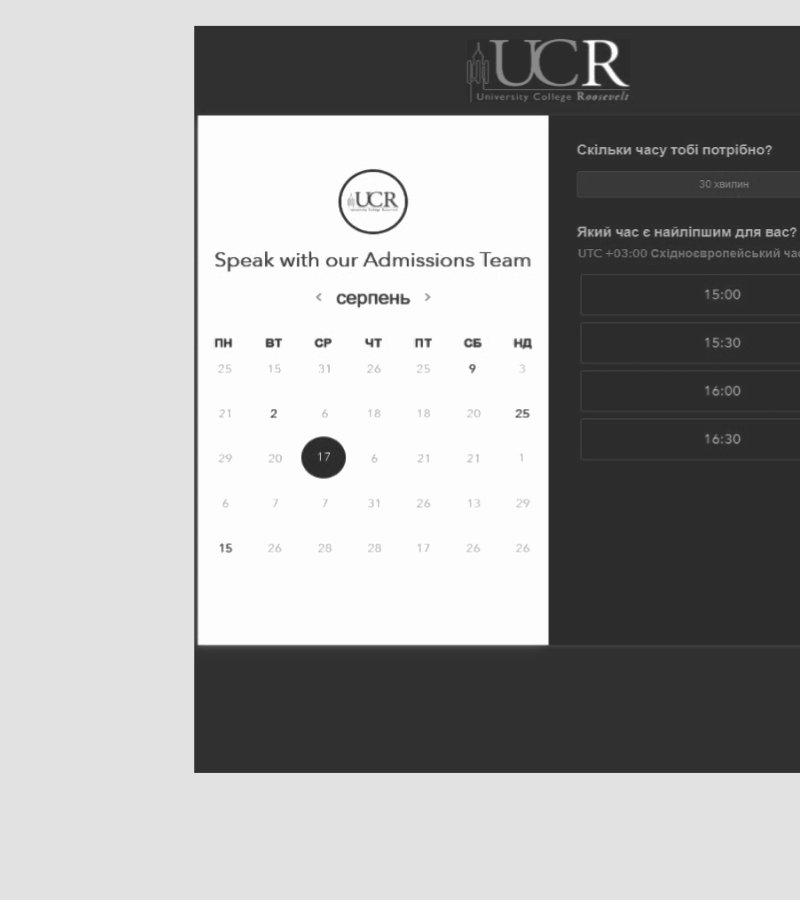 UCR
University College Roosevelt
UCR
Speak with our Admissions Team
< серпень >
ПН ВТ СР ЧТ ПТ СБ НД
25 15 31 26 25 9 3
21 2 6 18 18 20 25
29 20 17 6 21 21 1
6 7 7 31 26 13 29
15 26 28 28 17 26 26
Скільки часу тобі потрібно?
30 хвилин
Який час є найліпшим для вас?
UTC +03:00 Східноєвропейський
15:00
15:30
16:00
16:30